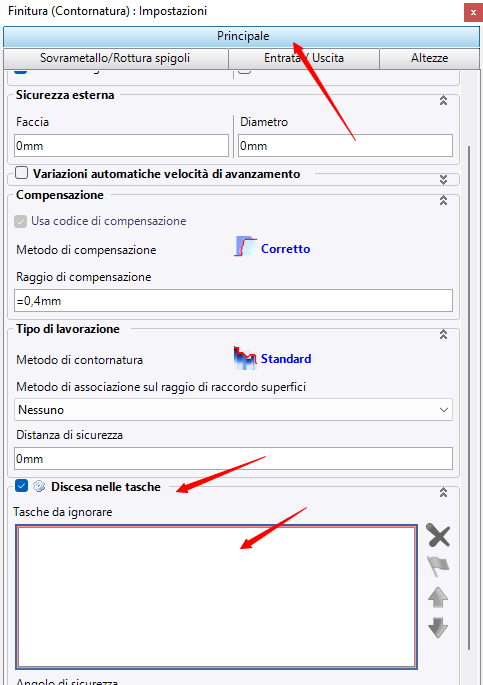 Finitura (Contornatura) : Impostazioni
x
Principale
Sovrametallo/Rottura spigoli
Entrata / Uscita
Altezze
Sicurezza esterna
Faccia
Diametro
0mm
0mm
Variazioni automatiche velocità di avanzamento
Compensazione
Usa codice di compensazione
Metodo di compensazione
Corretto
Raggio di compensazione
=0,4mm
Tipo di lavorazione
Metodo di contornatura
Standard
Metodo di associazione sul raggio di raccordo superfici
Nessuno
Distanza di sicurezza
0mm
Discesa nelle tasche
Tasche da ignorare
Angolo di sicurezza